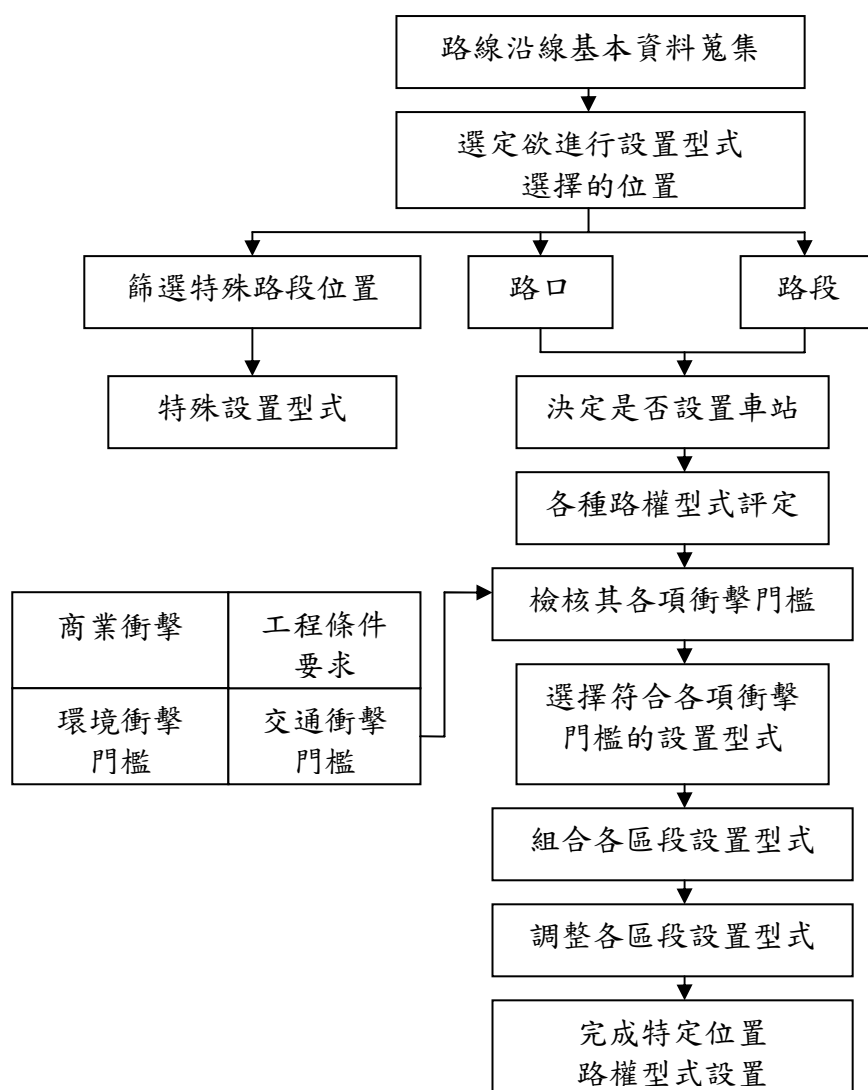 路線沿線基本資料蒐集
選定欲進行設置型式
選擇的位置
篩選特殊路段位置
路口
路段
特殊設置型式
決定是否設置車站
各種路權型式評定
檢核其各項衝擊門檻
商業衝擊
工程條件
要求
環境衝擊
門檻
交通衝擊
門檻
選擇符合各項衝擊
門檻的設置型式
組合各區段設置型式
調整各區段設置型式
完成特定位置
路權型式設置